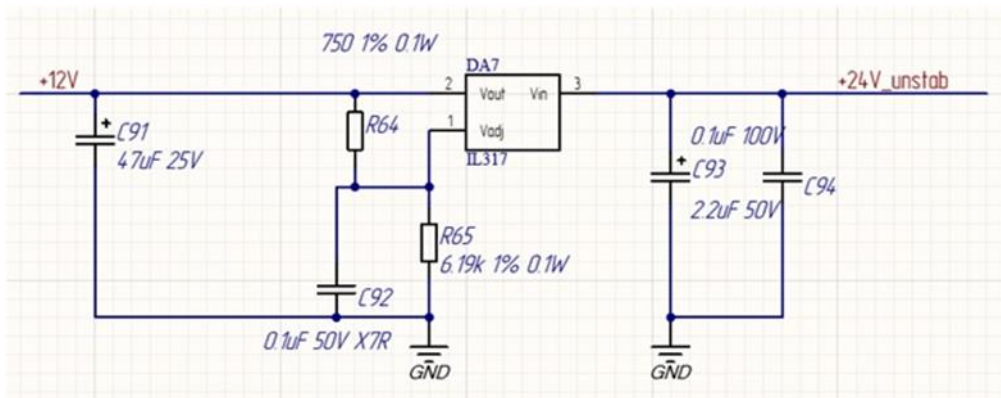 750 1% 0.1W
DA7
+12V
2
Vout
Vin
3
+24V_unstab
C91
47uF 25V
R64
1
Vadj
IL317
0.1uF 100V
C93
2.2uF 50V
C94
R65
6.19k 1% 0.1W
C92
0.1uF 50V X7R
GND
GND